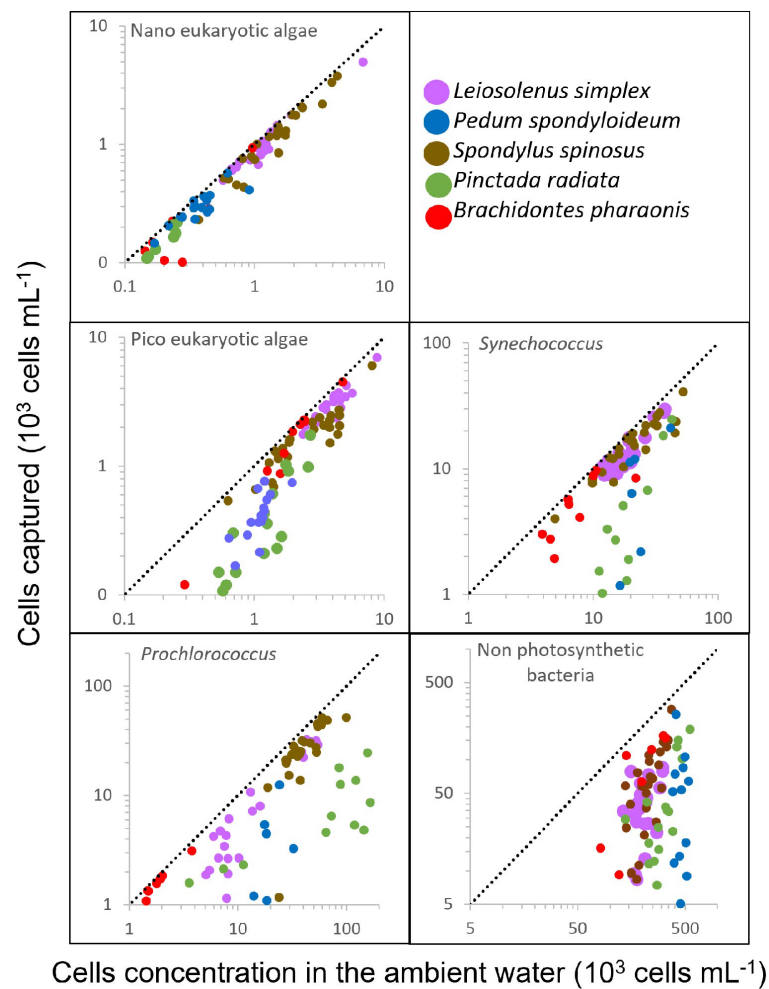 Nano eukaryotic algae
10
1
0
0.1
1
10
Leiosolenus simplex
Pedum spondyloideum
Spondylus spinosus
Pinctada radiata
Brachidontes pharaonis
Pico eukaryotic algae
10
1
0
0.1
1
10
Synechococcus
100
10
1
1
10
100
Prochlorococcus
100
10
1
1
10
100
Non photosynthetic
bacteria
500
50
5
5
50
500
Cells captured (10³ cells mL⁻¹)
Cells concentration in the ambient water (10³ cells mL⁻¹)